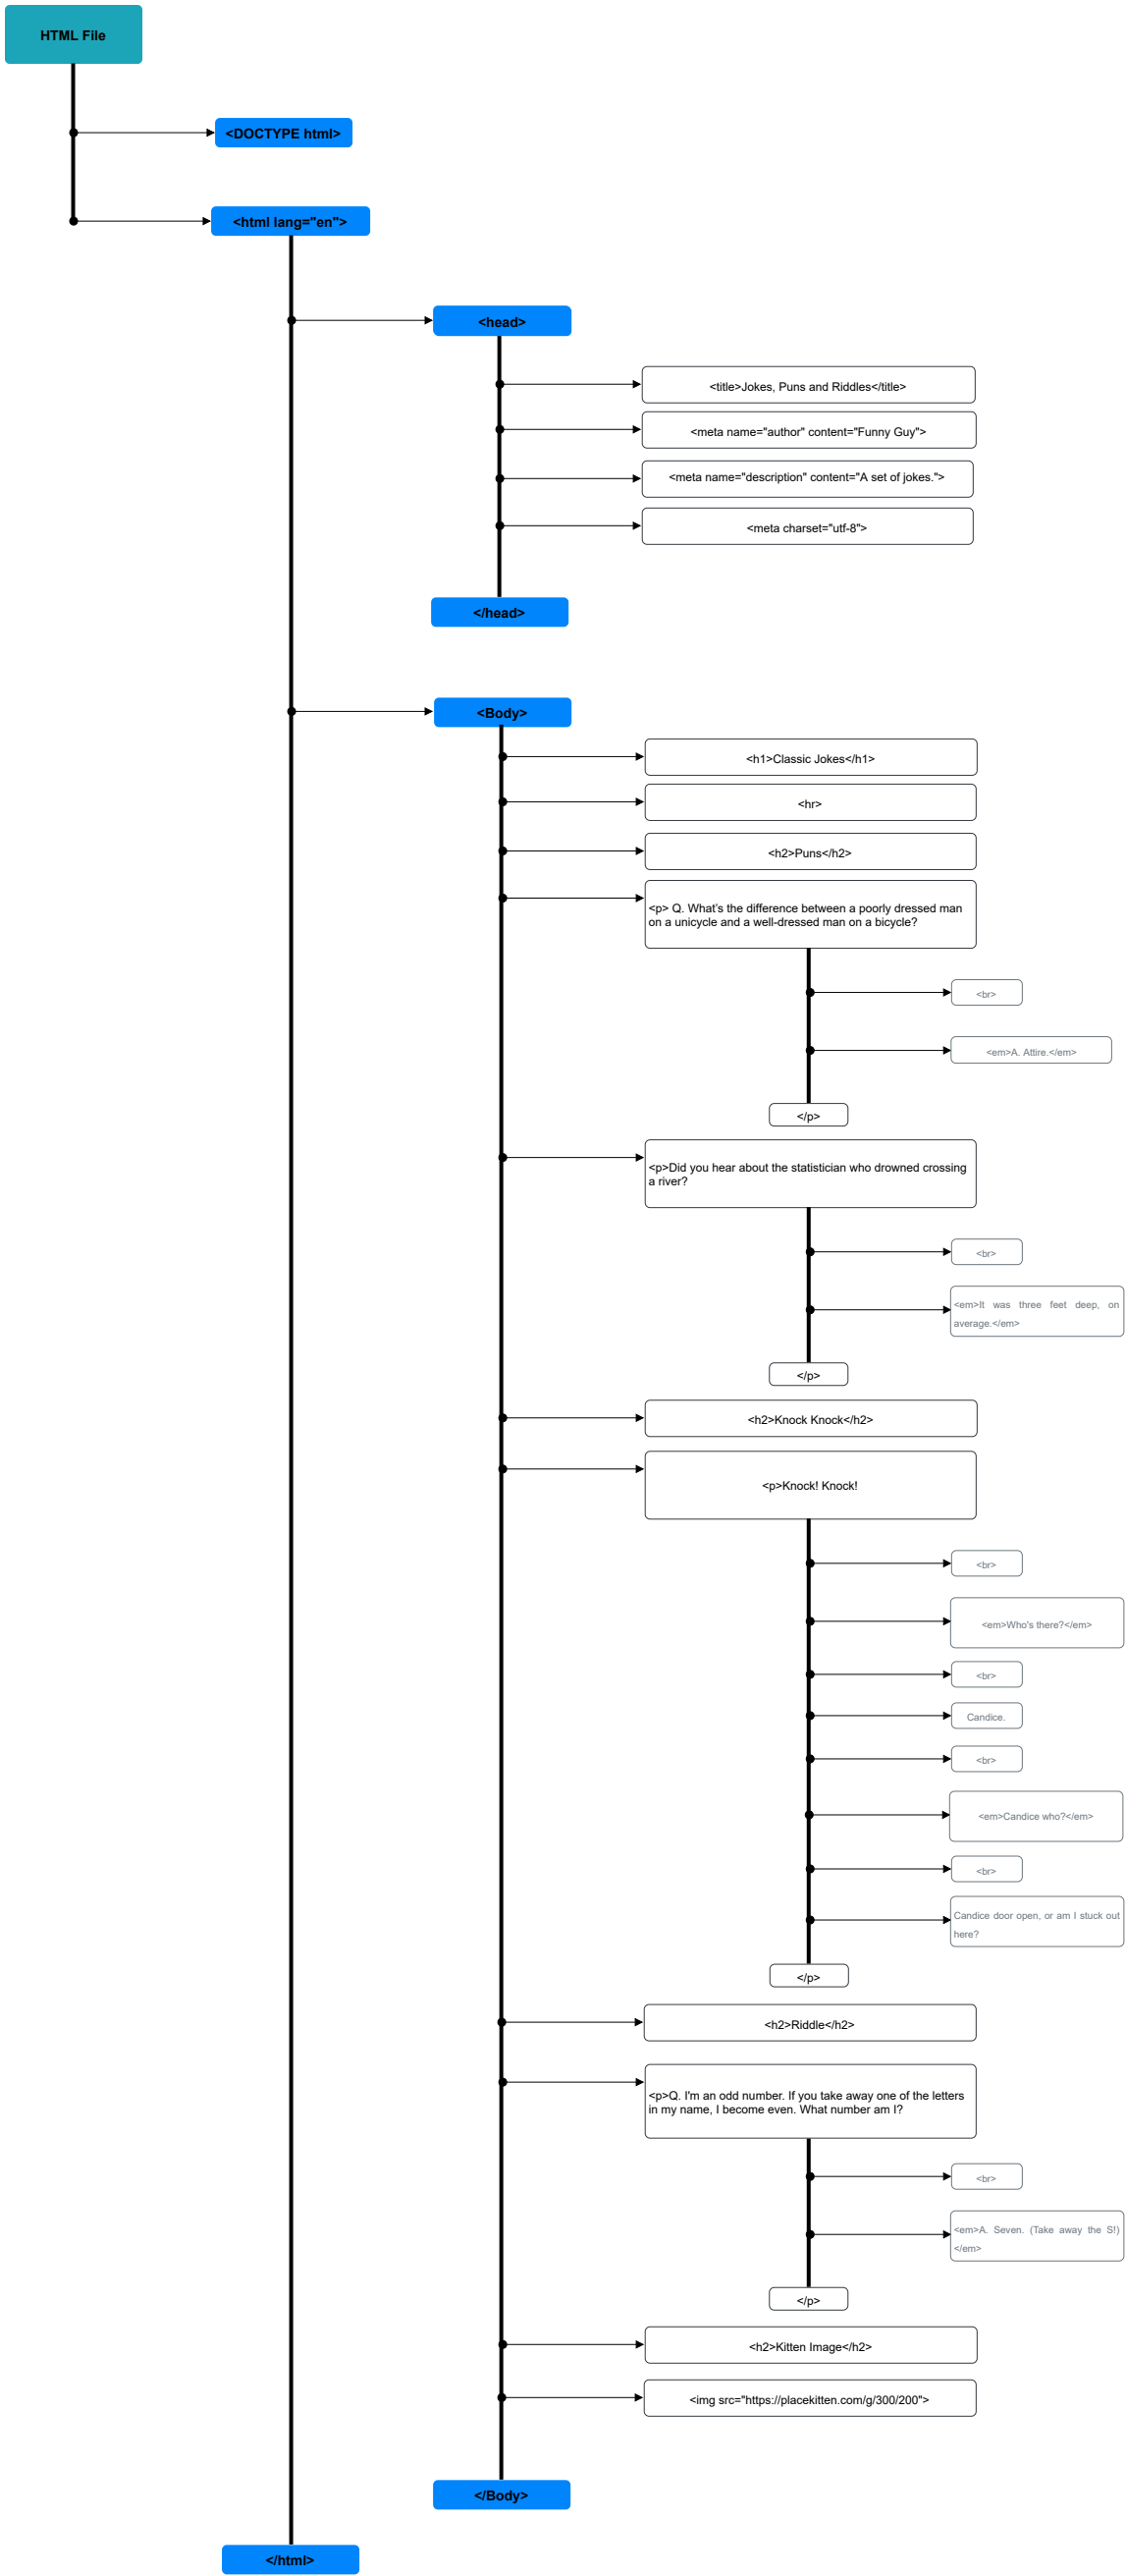 HTML File
<DOCTYPE html>
<html lang="en">
<head>
<title>Jokes, Puns and Riddles</title>
<meta name="author" content="Funny Guy">
<meta name="description" content="A set of jokes.">
<meta charset="utf-8">
</head>
<Body>
<h1>Classic Jokes</h1>
<hr>
<h2>Puns</h2>
<p> Q. What's the difference between a poorly dressed man
on a unicycle and a well-dressed man on a bicycle?
<br>
<em>A. Attire.</em>
</p>
<p>Did you hear about the statistician who drowned crossing
a river?
<br>
<em>It was three feet deep, on
average.</em>
</p>
<h2>Knock Knock</h2>
<p>Knock! Knock!
<br>
<em>Who's there?</em>
<br>
Candice.
<br>
<em>Candice who?</em>
<br>
Candice door open, or am I stuck out
here?
</p>
<h2>Riddle</h2>
<p>Q. I'm an odd number. If you take away one of the letters
in my name, I become even. What number am I?
<br>
<em>A. Seven. (Take away the S!)
</em>
</p>
<h2>Kitten Image</h2>
<img src="https://placekitten.com/g/300/200">
</Body>
</html>